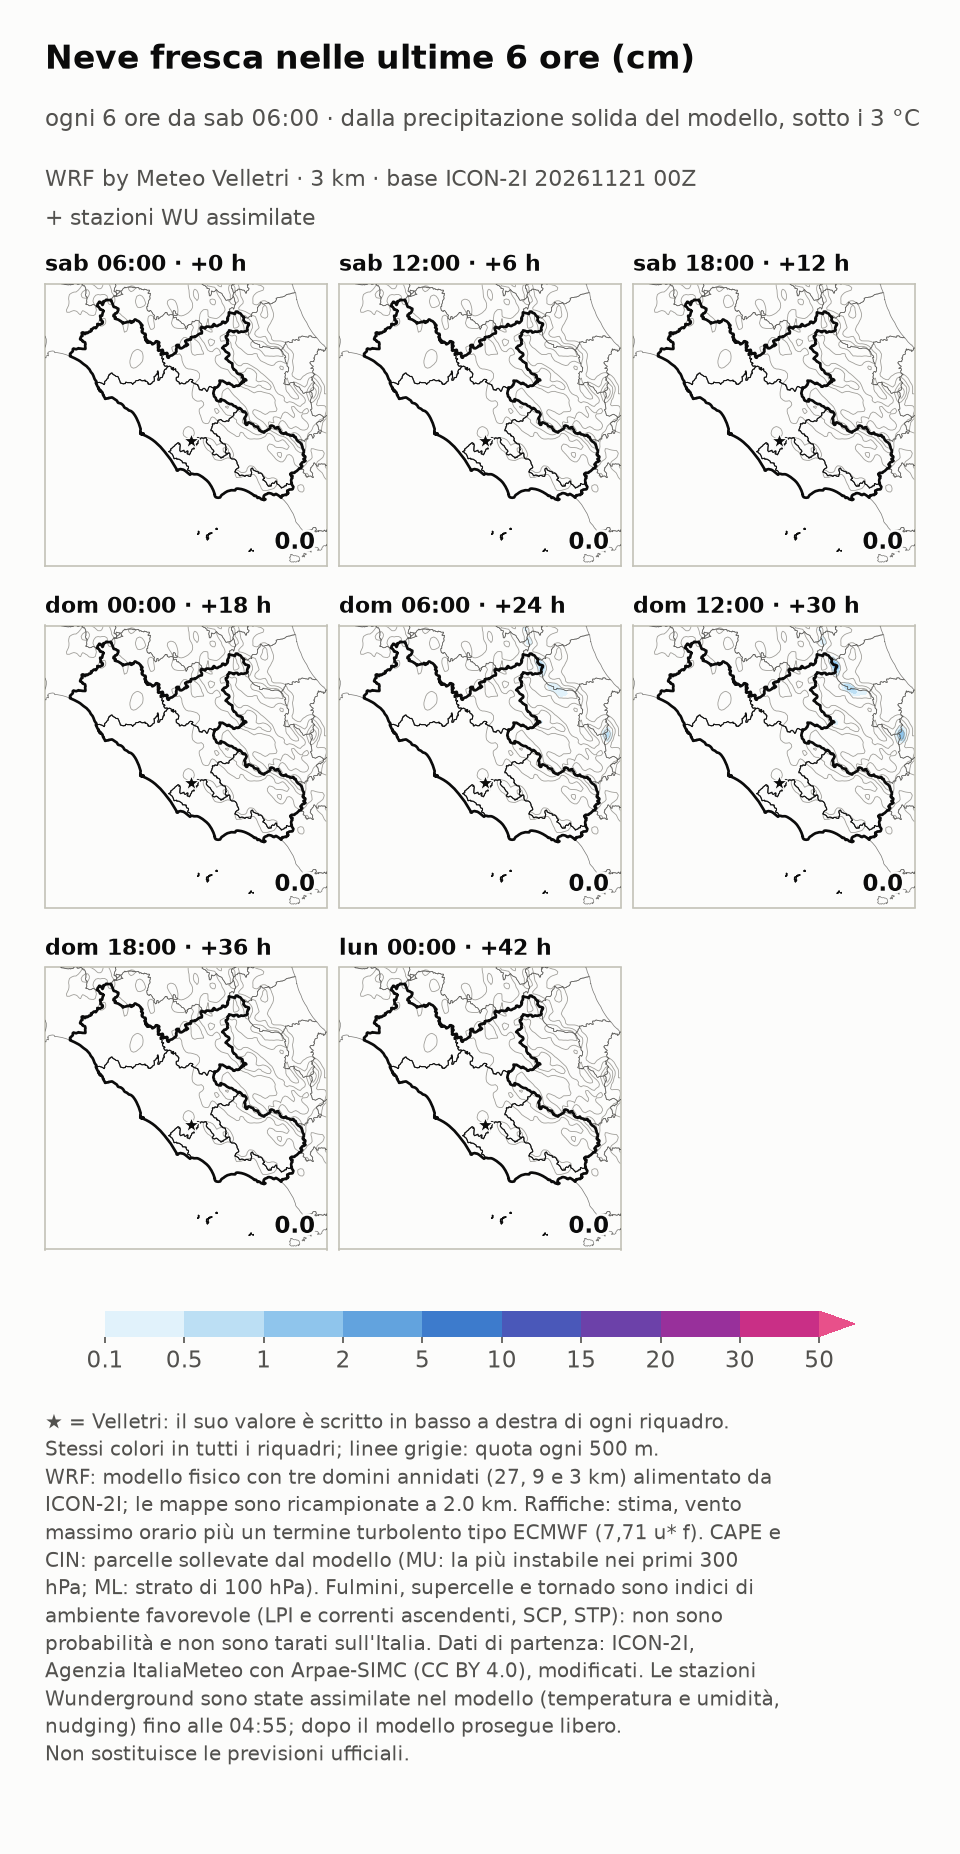 Neve fresca nelle ultime 6 ore (cm)
ogni 6 ore da sab 06:00 · dalla precipitazione solida del modello, sotto i 3 °C
WRF by Meteo Velletri · 3 km · base ICON-2I 20261121 00Z
+ stazioni WU assimilate
sab 06:00 · +0 h
sab 12:00 · +6 h
sab 18:00 · +12 h
0.0
0.0
0.0
dom 00:00 · +18 h
dom 06:00 · +24 h
dom 12:00 · +30 h
0.0
0.0
0.0
dom 18:00 · +36 h
lun 00:00 · +42 h
0.0
0.0
0.1 0.5 1 2 5 10 15 20 30 50
★ = Velletri: il suo valore è scritto in basso a destra di ogni riquadro.
Stessi colori in tutti i riquadri; linee grigie: quota ogni 500 m.
WRF: modello fisico con tre domini annidati (27, 9 e 3 km) alimentato da
ICON-2I; le mappe sono ricampionate a 2.0 km. Raffiche: stima, vento
massimo orario più un termine turbolento tipo ECMWF (7,71 u* f). CAPE e
CIN: parcelle sollevate dal modello (MU: la più instabile nei primi 300
hPa; ML: strato di 100 hPa). Fulmini, supercelle e tornado sono indici di
ambiente favorevole (LPI e correnti ascendenti, SCP, STP): non sono
probabilità e non sono tarati sull'Italia. Dati di partenza: ICON-2I,
Agenzia ItaliaMeteo con Arpae-SIMC (CC BY 4.0), modificati. Le stazioni
Wunderground sono state assimilate nel modello (temperatura e umidità,
nudging) fino alle 04:55; dopo il modello prosegue libero.
Non sostituisce le previsioni ufficiali.